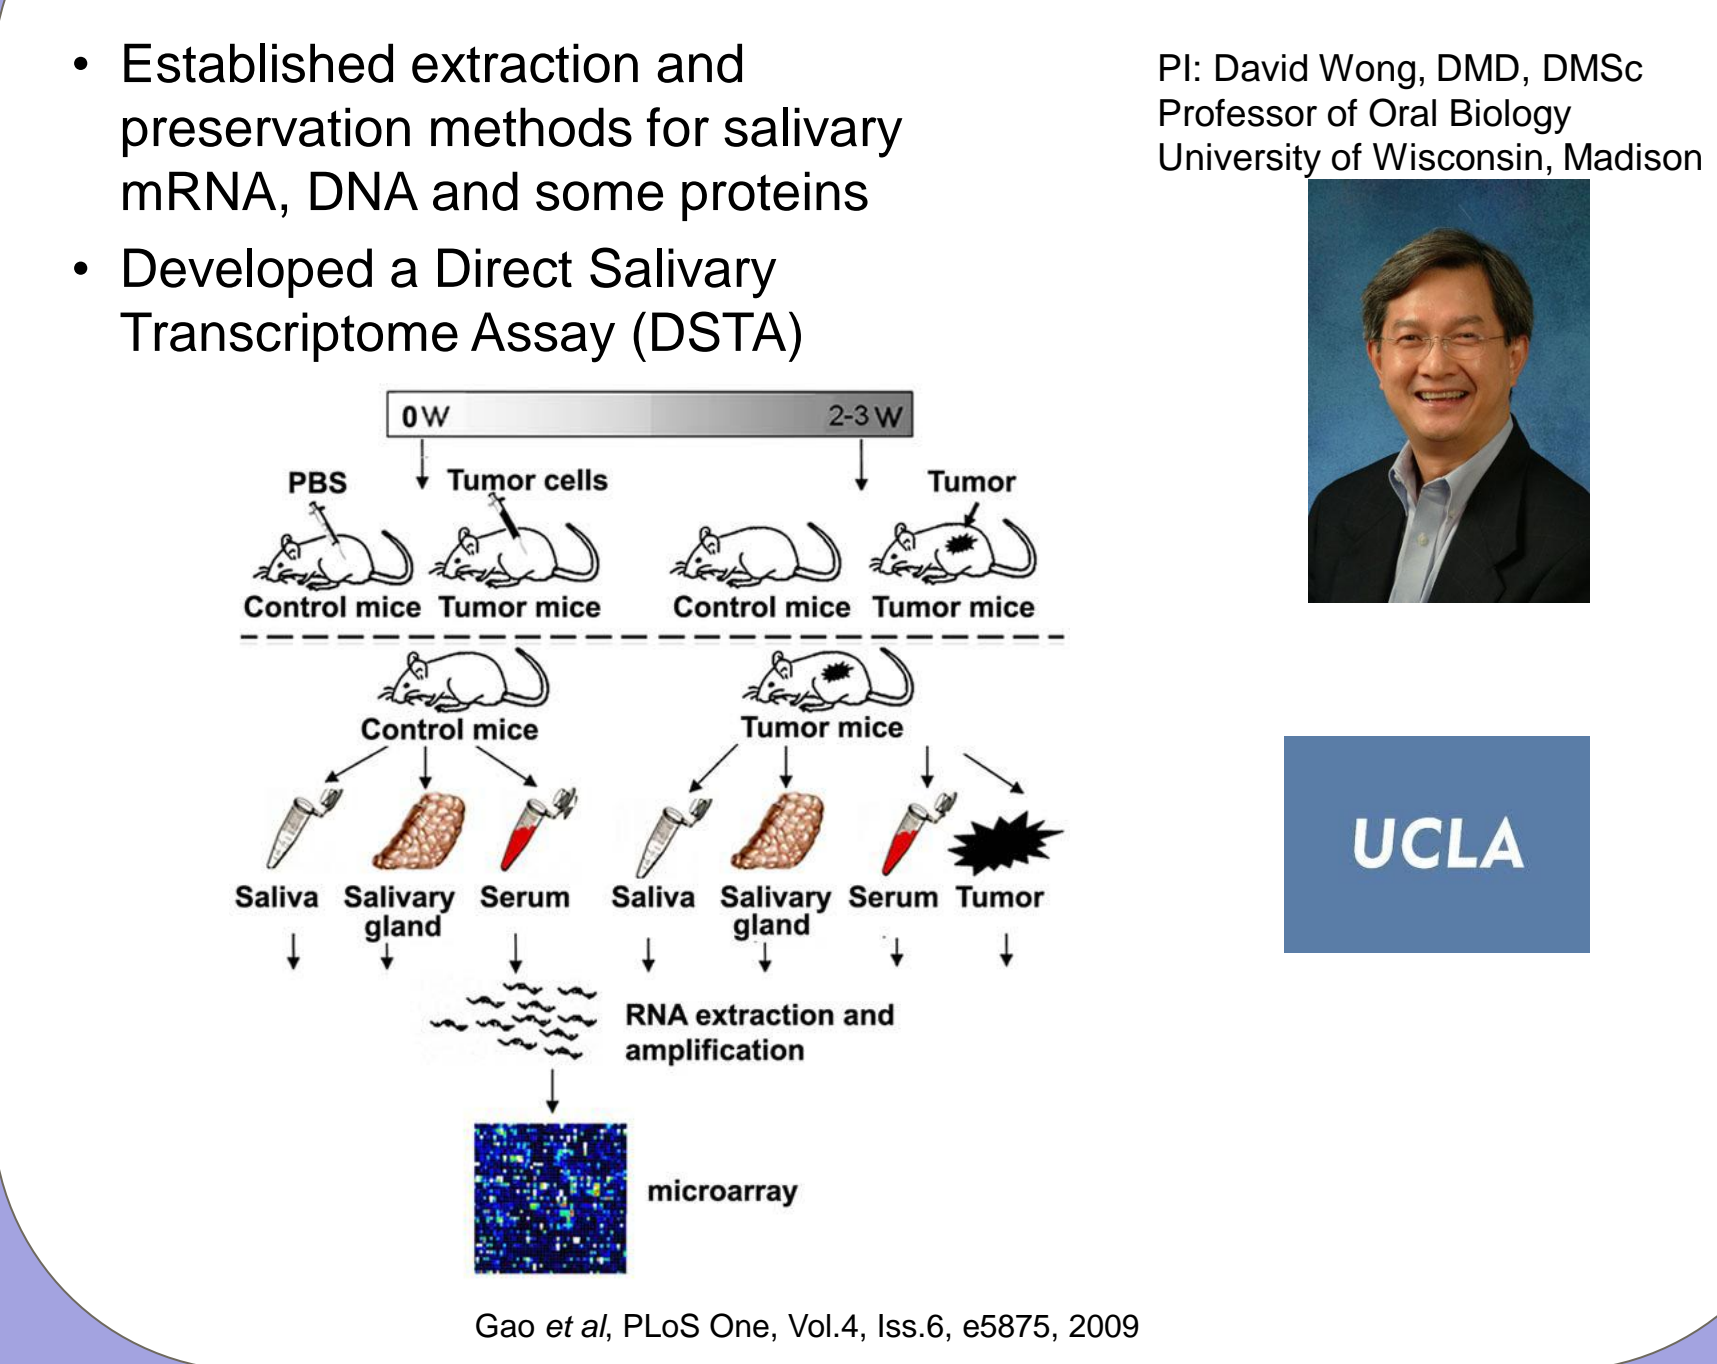 • Established extraction and
preservation methods for salivary
mRNA, DNA and some proteins
• Developed a Direct Salivary
Transcriptome Assay (DSTA)
PI: David Wong, DMD, DMSc
Professor of Oral Biology
University of Wisconsin, Madison
0W 2-3 W
PBS Tumor cells Tumor
Control mice Tumor mice Control mice Tumor mice
Control mice Tumor mice
UCLA
Saliva Salivary gland Serum Saliva Salivary gland Serum Tumor
RNA extraction and
amplification
microarray
Gao et al, PLoS One, Vol.4, Iss.6, e5875, 2009